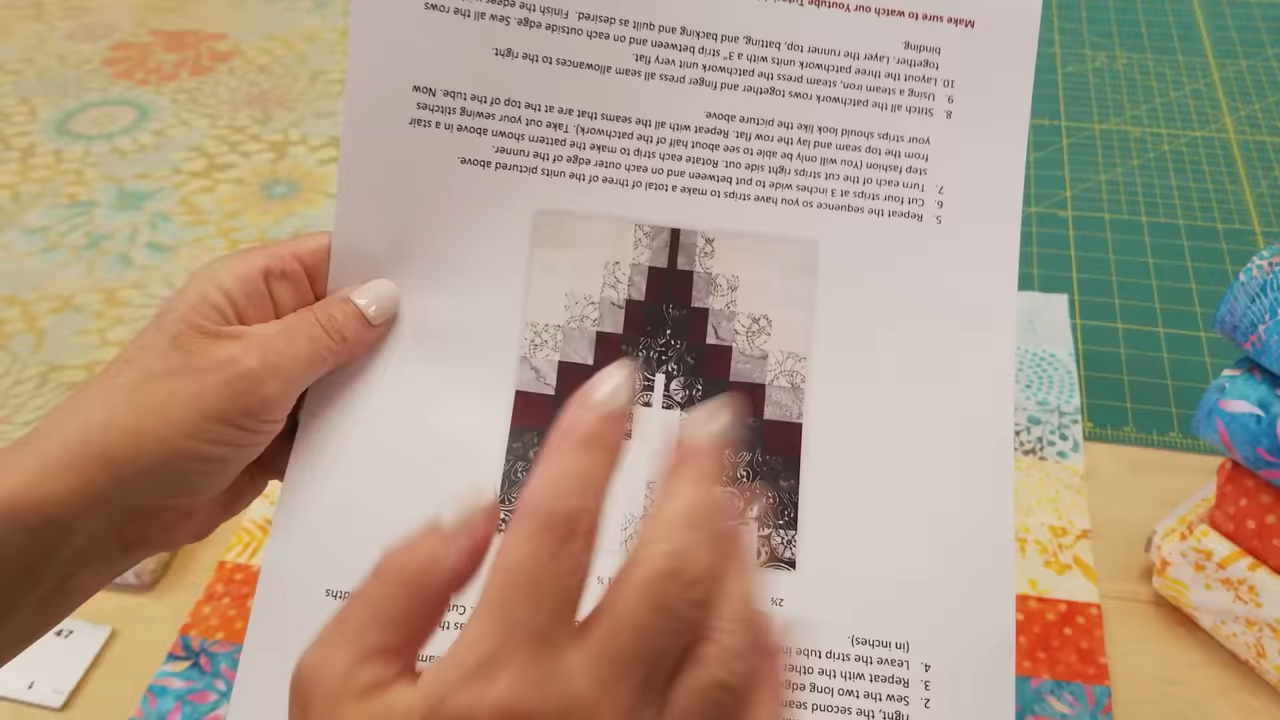 right, the second sea
2. Sew the two long edg
3. Repeat with the other
4. Leave the strip tube in
(in inches).
2½
1 ½
5. Repeat the sequence so you have strips to make a total of three of the units pictured above.
6. Cut four strips at 3 inches wide to put between and on each outer edge of the runner.
7. Turn each of the cut strips right side out. Rotate each strip to make the pattern shown above in a stair
step fashion (You will only be able to see about half of the patchwork). Take out your sewing stitches
from the top seam and lay the row flat. Repeat with all the seams that are at the top of the tube. Now
your strips should look like the picture above.
8. Stitch all the patchwork rows together and finger press all seam allowances to the right.
9. Using a steam iron, steam press the patchwork unit very flat.
10. Layout the three patchwork units with a 3" strip between and on each outside edge. Sew all the rows
together. Layer the runner top, batting, and backing and quilt as desired. Finish the edges
binding.
Make sure to watch our Youtube
47
1